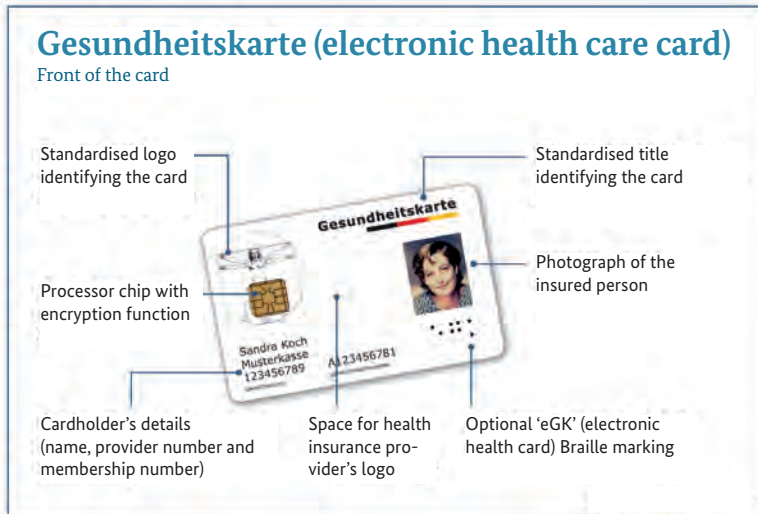 Gesundheitskarte (electronic health care card)
Front of the card
Standardised logo
identifying the card
Standardised title
identifying the card
Gesundheitskarte
Photograph of the
insured person
Processor chip with
encryption function
Sandra Koch
Musterkasse
123456789
A123456781
Cardholder’s details
(name, provider number and
membership number)
Space for health
insurance pro-
vider’s logo
Optional ‘eGK’ (electronic
health card) Braille marking